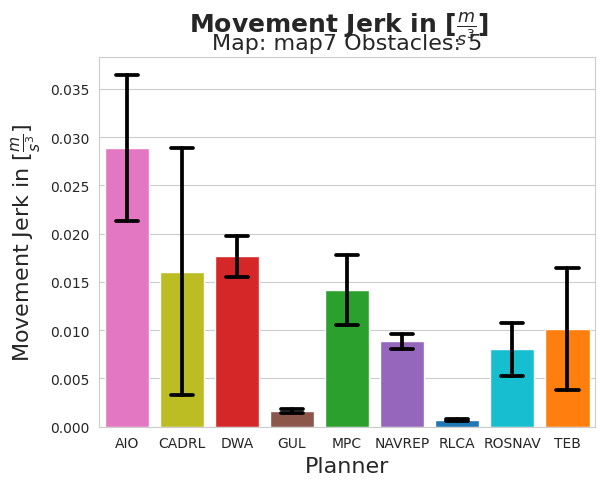 Movement Jerk in [m/s³]
Map: map7 Obstacles: 5
Movement Jerk in [m/s³]
0.035
0.030
0.025
0.020
0.015
0.010
0.005
0.000
AIO CADRL DWA GUL MPC NAVREP RLCA ROSNAV TEB
Planner